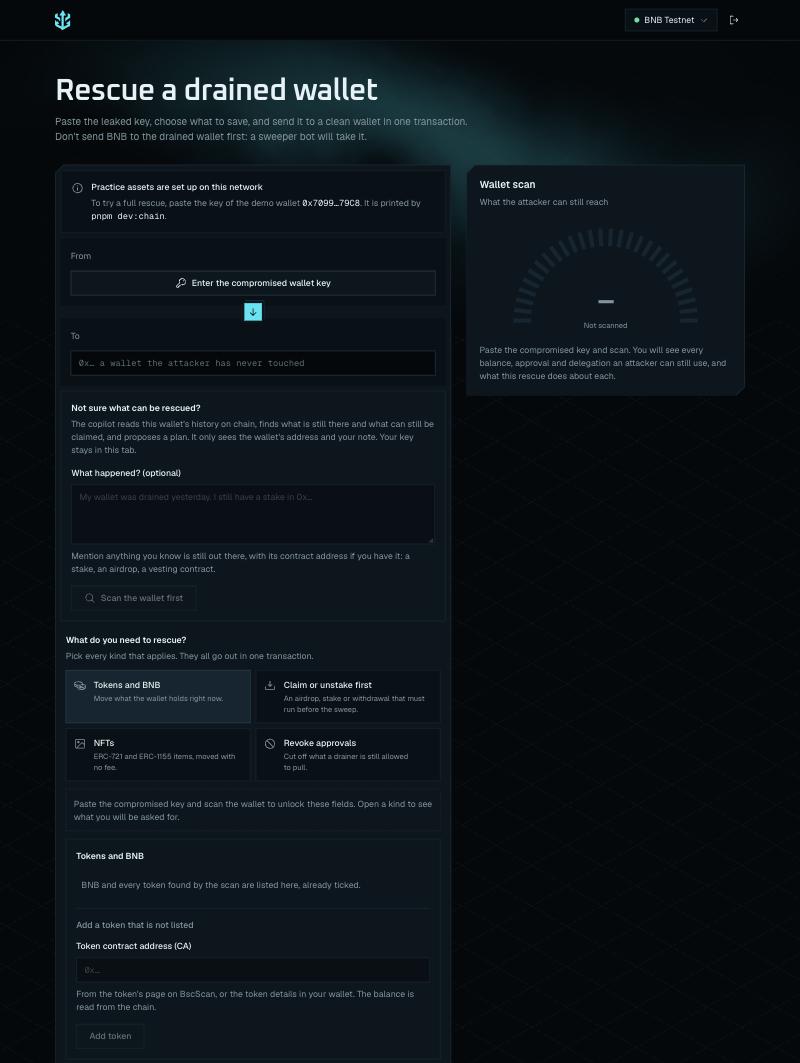 BNB Testnet
Rescue a drained wallet
Paste the leaked key, choose what to save, and send it to a clean wallet in one transaction.
Don't send BNB to the drained wallet first: a sweeper bot will take it.
Practice assets are set up on this network
To try a full rescue, paste the key of the demo wallet 0x7099…79C8. It is printed by
pnpm dev:chain.
From
Enter the compromised wallet key
To
0x… a wallet the attacker has never touched
Not sure what can be rescued?
The copilot reads this wallet's history on chain, finds what is still there and what can still be
claimed, and proposes a plan. It only sees the wallet's address and your note. Your key
stays in this tab.
What happened? (optional)
My wallet was drained yesterday. I still have a stake in 0x…
Mention anything you know is still out there, with its contract address if you have it: a
stake, an airdrop, a vesting contract.
Scan the wallet first
What do you need to rescue?
Pick every kind that applies. They all go out in one transaction.
Tokens and BNB
Move what the wallet holds right now.
Claim or unstake first
An airdrop, stake or withdrawal that must
run before the sweep.
NFTs
ERC-721 and ERC-1155 items, moved with
no fee.
Revoke approvals
Cut off what a drainer is still allowed
to pull.
Paste the compromised key and scan the wallet to unlock these fields. Open a kind to see
what you will be asked for.
Tokens and BNB
BNB and every token found by the scan are listed here, already ticked.
Add a token that is not listed
Token contract address (CA)
0x…
From the token's page on BscScan, or the token details in your wallet. The balance is
read from the chain.
Add token
Wallet scan
What the attacker can still reach
—
Not scanned
Paste the compromised key and scan. You will see every
balance, approval and delegation an attacker can still use, and
what this rescue does about each.